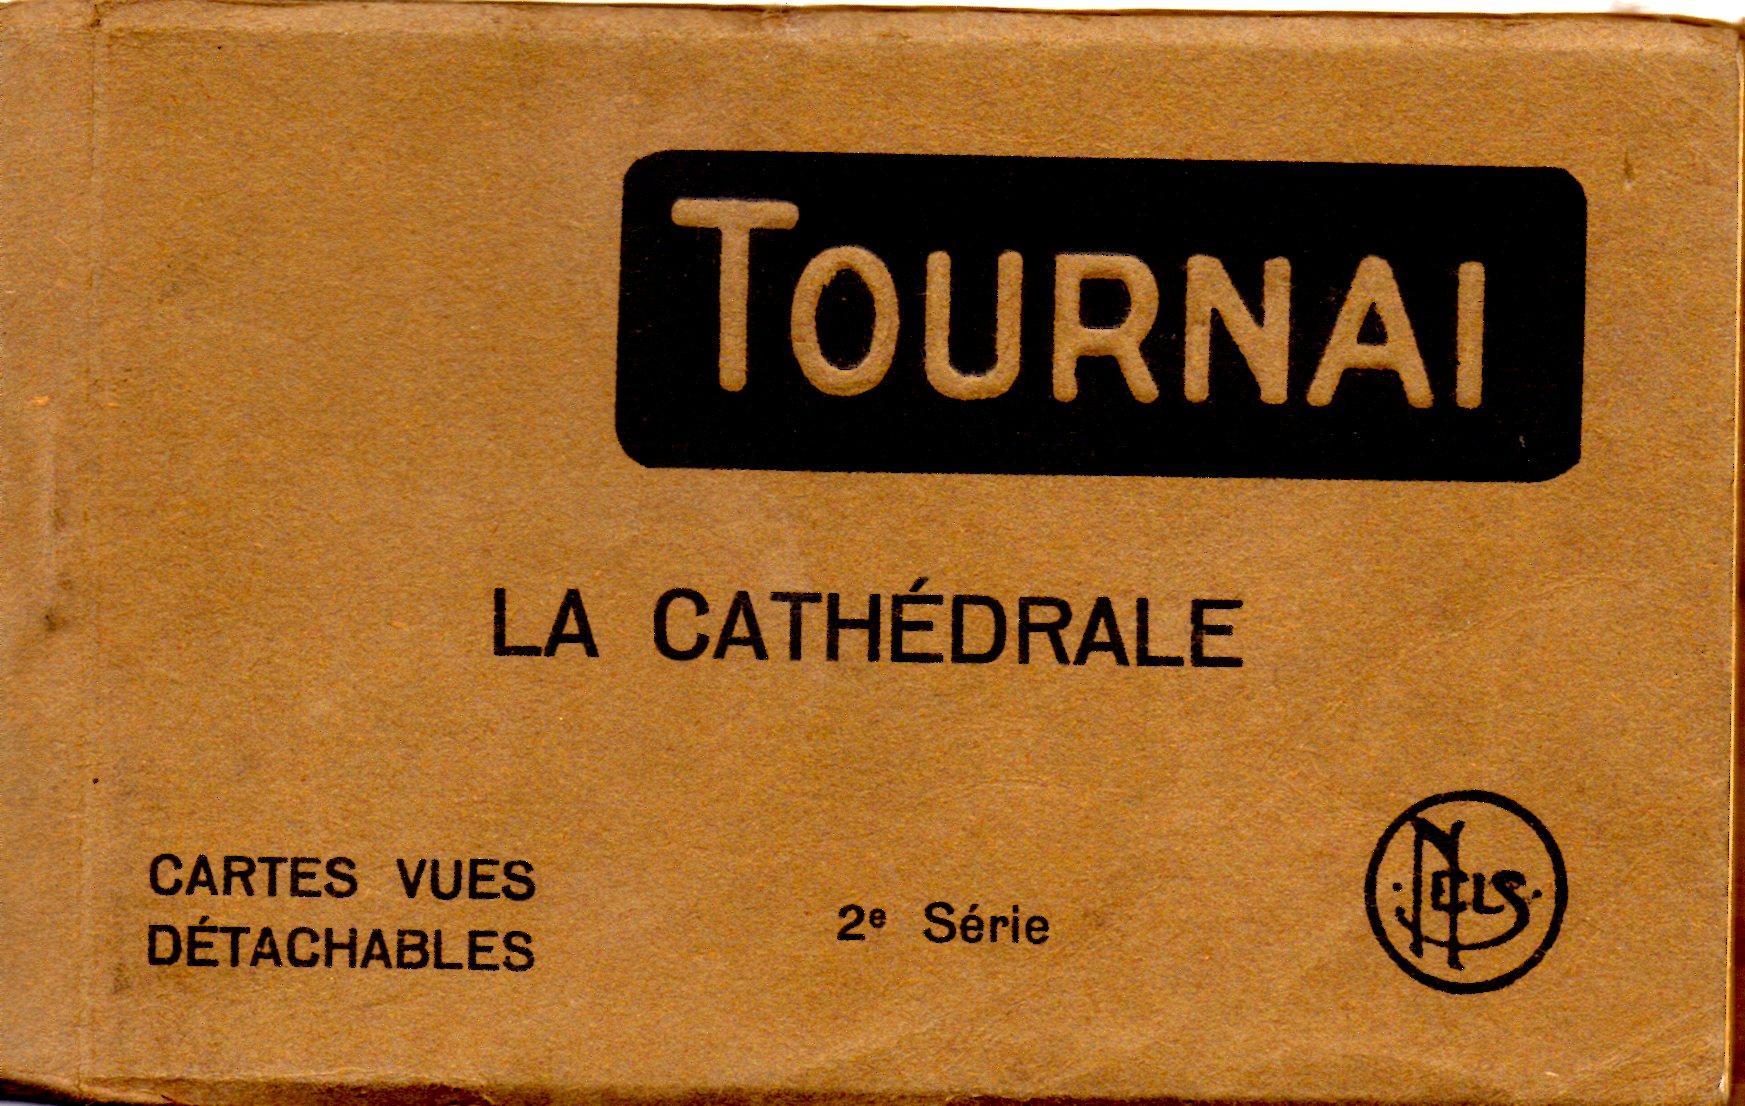 TOURNAI
LA CATHÉDRALE
CARTES VUES
DÉTACHABLES
2e Série
NELS